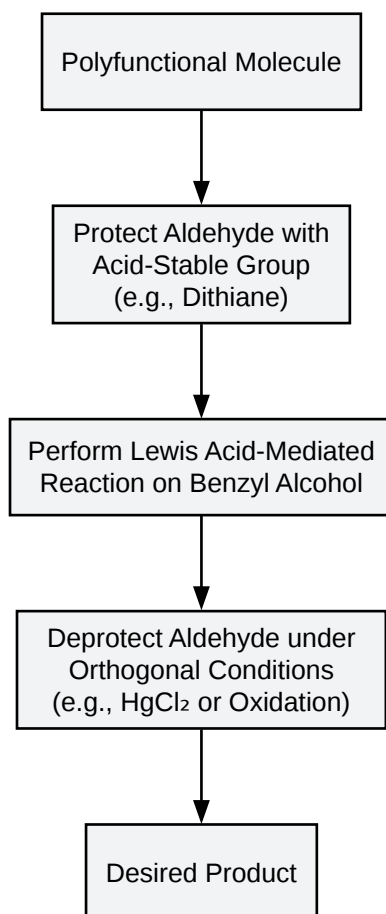 Polyfunctional Molecule
Protect Aldehyde with
Acid-Stable Group
(e.g., Dithiane)
Perform Lewis Acid-Mediated
Reaction on Benzyl Alcohol
Deprotect Aldehyde under
Orthogonal Conditions
(e.g., HgCl₂ or Oxidation)
Desired Product